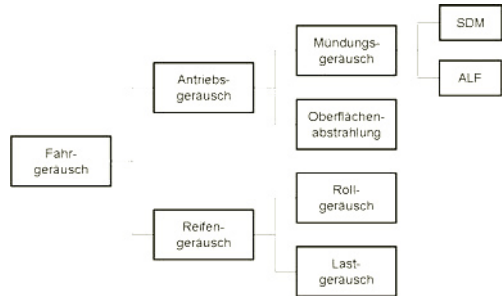 SDM
Mündungs-
geräusch
ALF
Antriebs-
geräusch
Oberflächen-
abstrahlung
Fahr-
geräusch
Roll-
geräusch
Reifen-
geräusch
Last-
geräusch